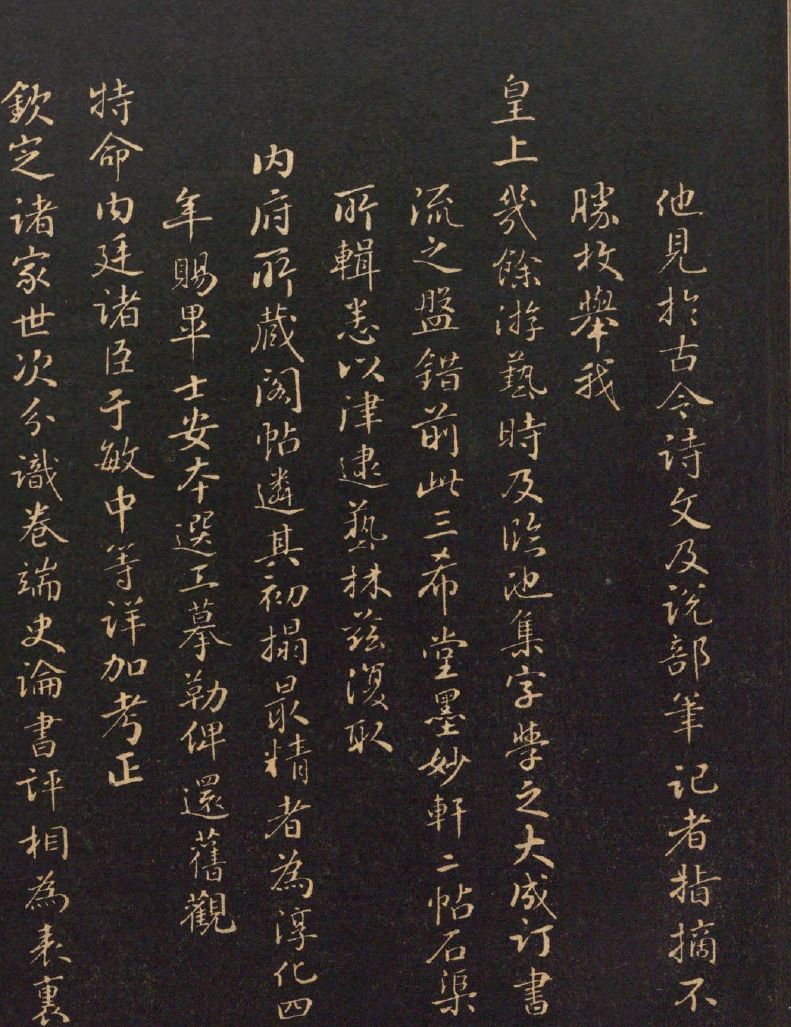 他見於古今詩文及說部筆記者指摘不
勝枚舉我
皇上幾餘游藝時及臨池集字學之大成訂書
流之盤錯前此三希堂墨妙軒二帖石渠
所輯悉以津逮藝林茲復取
內府所藏閣帖遴其初搨最精者為淳化四
年賜畢士安本選工摹勒俾還舊觀
特命內廷諸臣于敏中等詳加考正
欽定諸家世次分識卷端史論書評相為表裏